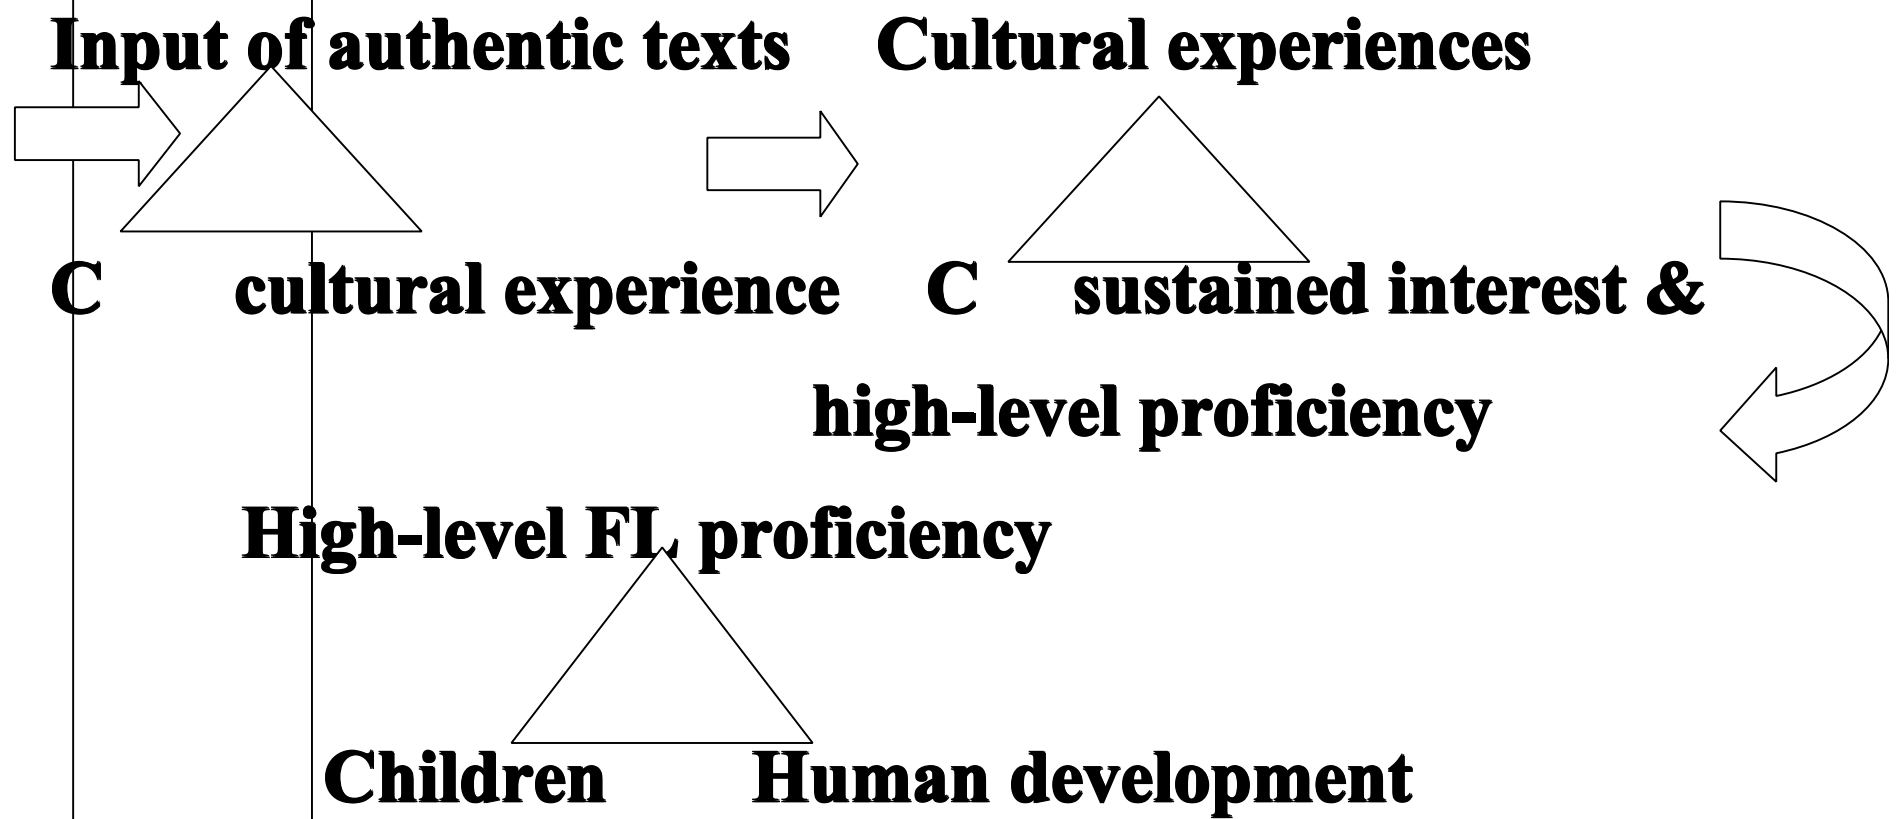 Input of authentic texts Cultural experiences
C cultural experience C sustained interest &
high-level proficiency
High-level FL proficiency
Children Human development